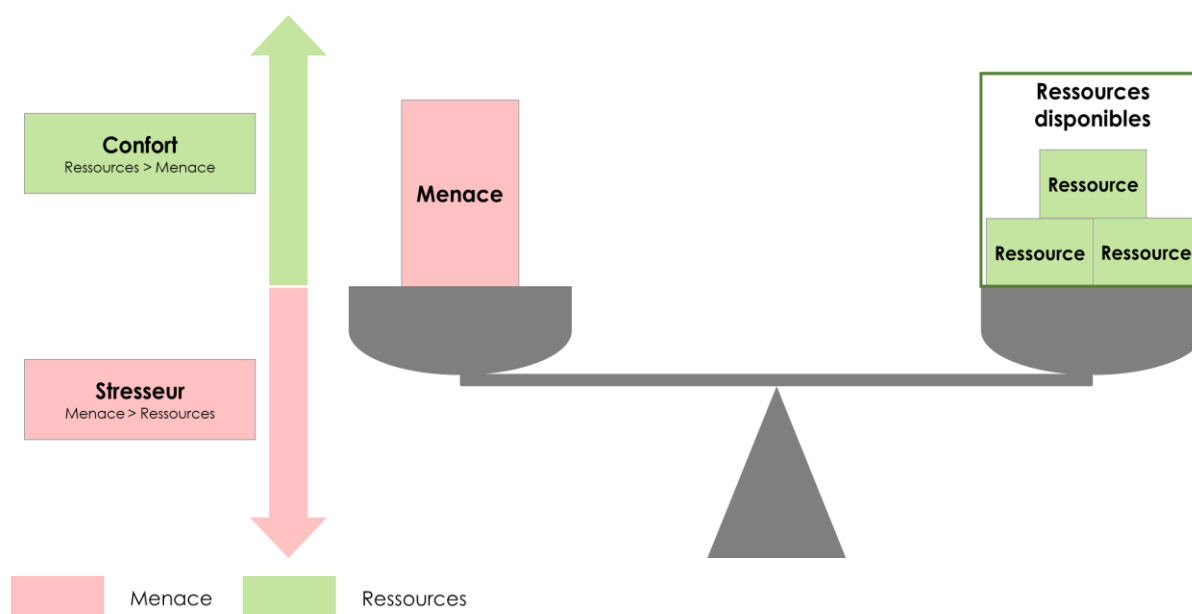 Confort
Ressources > Menace
Stresseur
Menace > Ressources
Menace
Ressources
disponibles
Ressource
Ressource
Ressource
Menace
Ressources